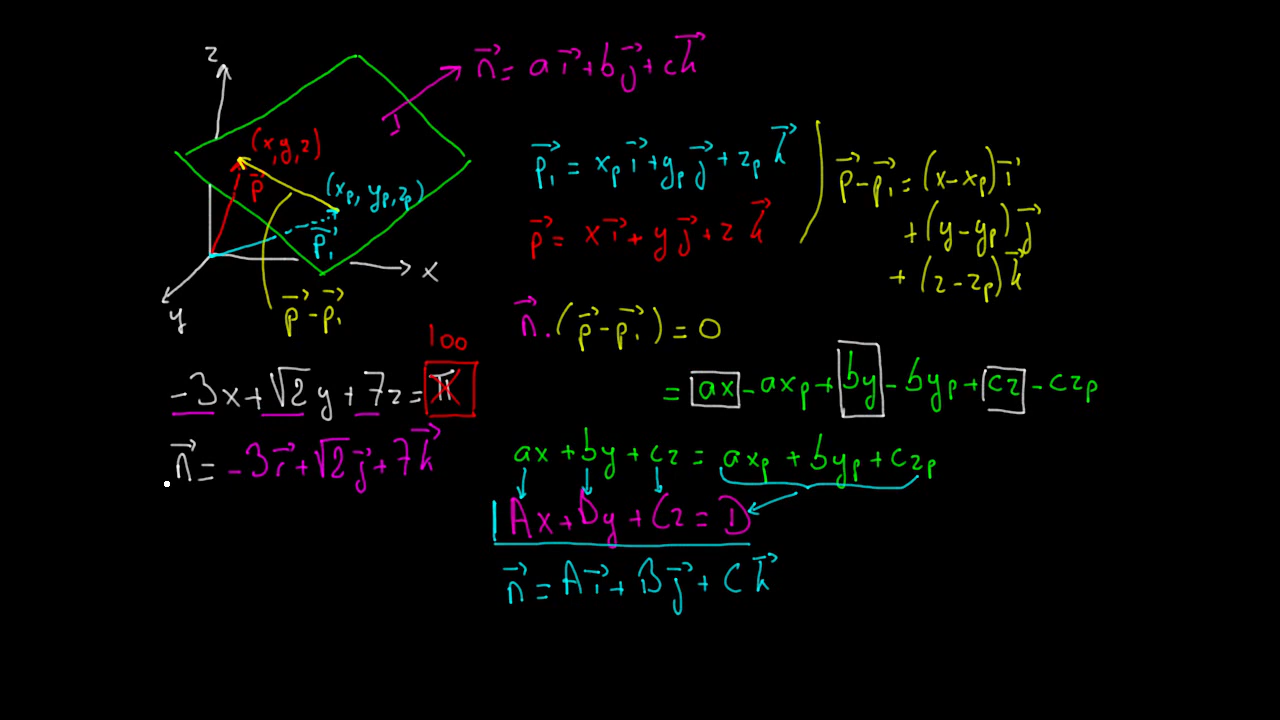 z
n⃗ = a i⃗ + b j⃗ + c k⃗
(x,y,z)
p⃗
(xₚ, yₚ, zₚ)
p⃗₁
x
y
p⃗ - p⃗₁
p⃗₁ = xₚ i⃗ + yₚ j⃗ + zₚ k⃗
p⃗ = x i⃗ + y j⃗ + z k⃗
p⃗ - p⃗₁ = (x - xₚ) i⃗
+ (y - yₚ) j⃗
+ (z - zₚ) k⃗
n⃗ · (p⃗ - p⃗₁) = 0
= ax - axₚ + by - byₚ + cz - czₚ
ax + by + cz = axₚ + byₚ + czₚ
Ax + By + Cz = D
n⃗ = A i⃗ + B j⃗ + C k⃗
100
-3x + √2 y + 7z = π
n⃗ = -3 i⃗ + √2 j⃗ + 7 k⃗